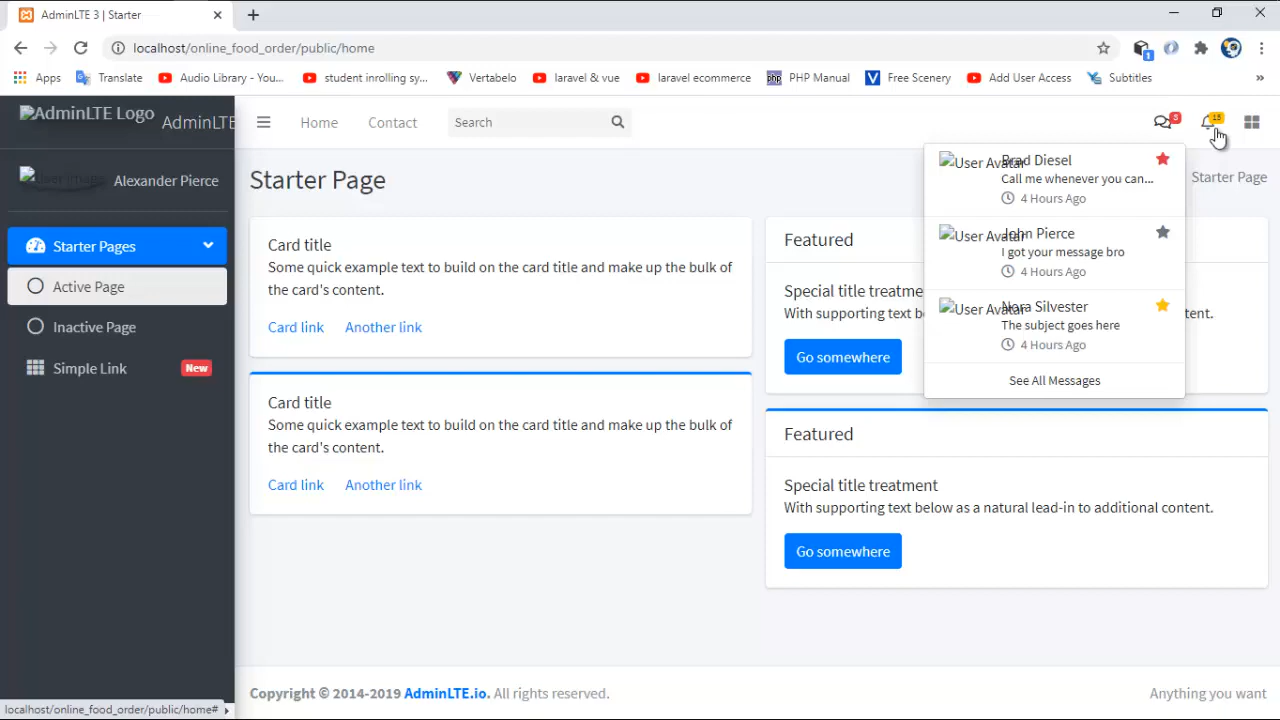 AdminLTE 3 | Starter
localhost/online_food_order/public/home
Apps
Translate
Audio Library - You...
student inrolling sy...
Vertabelo
laravel & vue
laravel ecommerce
php
PHP Manual
Free Scenery
Add User Access
Subtitles
»
1
AdminLTE Logo
AdminLTE
Home
Contact
Search
3
15
Alexander Pierce
Starter Page
Starter Page
Starter Pages
Active Page
Inactive Page
Simple Link
New
Card title
Some quick example text to build on the card title and make up the bulk of
the card's content.
Card link
Another link
Card title
Some quick example text to build on the card title and make up the bulk of
the card's content.
Card link
Another link
Featured
Special title treatme
With supporting text be
tent.
Go somewhere
Featured
Special title treatment
With supporting text below as a natural lead-in to additional content.
Go somewhere
User Avatar
Brad Diesel
Call me whenever you can...
4 Hours Ago
User Avatar
John Pierce
I got your message bro
4 Hours Ago
User Avatar
Nora Silvester
The subject goes here
4 Hours Ago
See All Messages
Copyright © 2014-2019 AdminLTE.io. All rights reserved.
Anything you want
localhost/online_food_order/public/home#